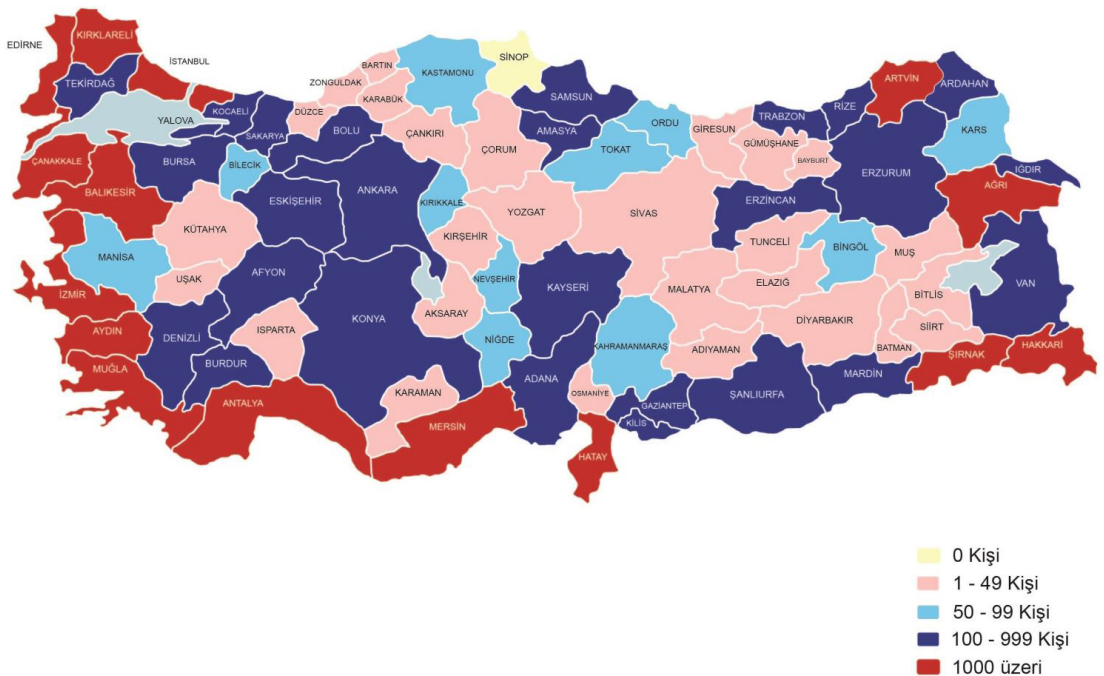 KIRKLARELİ
EDİRNE
İSTANBUL
TEKİRDAĞ
KOCAELİ
YALOVA
SAKARYA
DÜZCE
ZONGULDAK
BARTIN
KARABÜK
KASTAMONU
SİNOP
SAMSUN
BOLU
ÇANKIRI
ÇORUM
AMASYA
TOKAT
ORDU
GİRESUN
TRABZON
GÜMÜŞHANE
BAYBURT
RİZE
ARTVİN
ARDAHAN
KARS
IĞDIR
AĞRI
ERZURUM
ERZİNCAN
ÇANAKKALE
BALIKESİR
BURSA
BİLECİK
ESKİŞEHİR
ANKARA
KIRIKKALE
YOZGAT
SİVAS
KÜTAHYA
KIRŞEHİR
TUNCELİ
BİNGÖL
MUŞ
MANİSA
UŞAK
AFYON
NEVŞEHİR
KAYSERİ
MALATYA
ELAZIĞ
BİTLİS
VAN
İZMİR
AYDIN
DENİZLİ
ISPARTA
KONYA
AKSARAY
NİĞDE
KAHRAMANMARAŞ
ADIYAMAN
DİYARBAKIR
SİİRT
BATMAN
ŞIRNAK
HAKKARİ
MUĞLA
BURDUR
ANTALYA
KARAMAN
MERSİN
ADANA
OSMANİYE
GAZİANTEP
KİLİS
ŞANLIURFA
MARDİN
HATAY
0 Kişi
1 - 49 Kişi
50 - 99 Kişi
100 - 999 Kişi
1000 üzeri